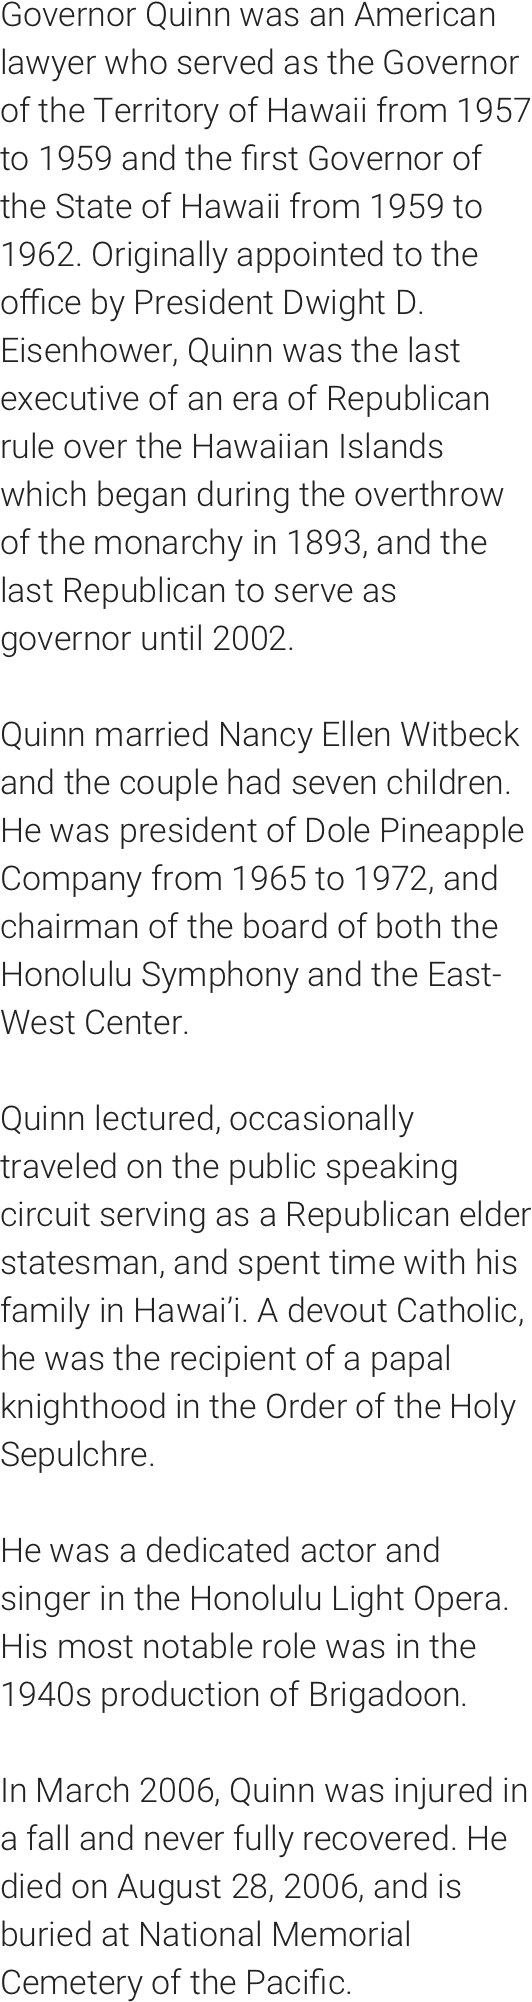 Governor Quinn was an American
lawyer who served as the Governor
of the Territory of Hawaii from 1957
to 1959 and the first Governor of
the State of Hawaii from 1959 to
1962. Originally appointed to the
office by President Dwight D.
Eisenhower, Quinn was the last
executive of an era of Republican
rule over the Hawaiian Islands
which began during the overthrow
of the monarchy in 1893, and the
last Republican to serve as
governor until 2002.

Quinn married Nancy Ellen Witbeck
and the couple had seven children.
He was president of Dole Pineapple
Company from 1965 to 1972, and
chairman of the board of both the
Honolulu Symphony and the East-
West Center.

Quinn lectured, occasionally
traveled on the public speaking
circuit serving as a Republican elder
statesman, and spent time with his
family in Hawai’i. A devout Catholic,
he was the recipient of a papal
knighthood in the Order of the Holy
Sepulchre.

He was a dedicated actor and
singer in the Honolulu Light Opera.
His most notable role was in the
1940s production of Brigadoon.

In March 2006, Quinn was injured in
a fall and never fully recovered. He
died on August 28, 2006, and is
buried at National Memorial
Cemetery of the Pacific.